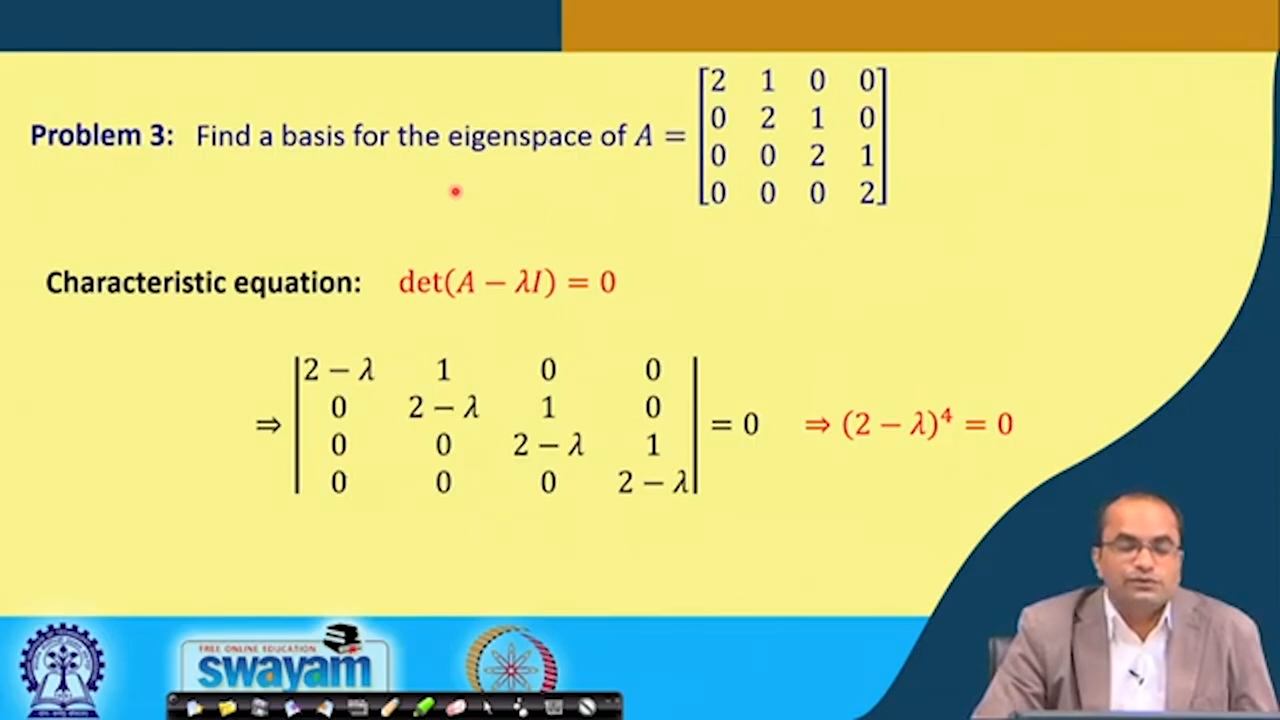 Problem 3: Find a basis for the eigenspace of A =
[2 1 0 0]
[0 2 1 0]
[0 0 2 1]
[0 0 0 2]
Characteristic equation: det(A − λI) = 0
⇒ |2 − λ 1 0 0|
|0 2 − λ 1 0|
|0 0 2 − λ 1|
|0 0 0 2 − λ| = 0 ⇒ (2 − λ)⁴ = 0
FREE ONLINE EDUCATION
swayam